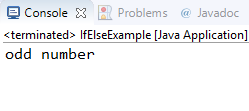 Console Problems @ Javadoc
<terminated> IfElseExample [Java Application]
odd number